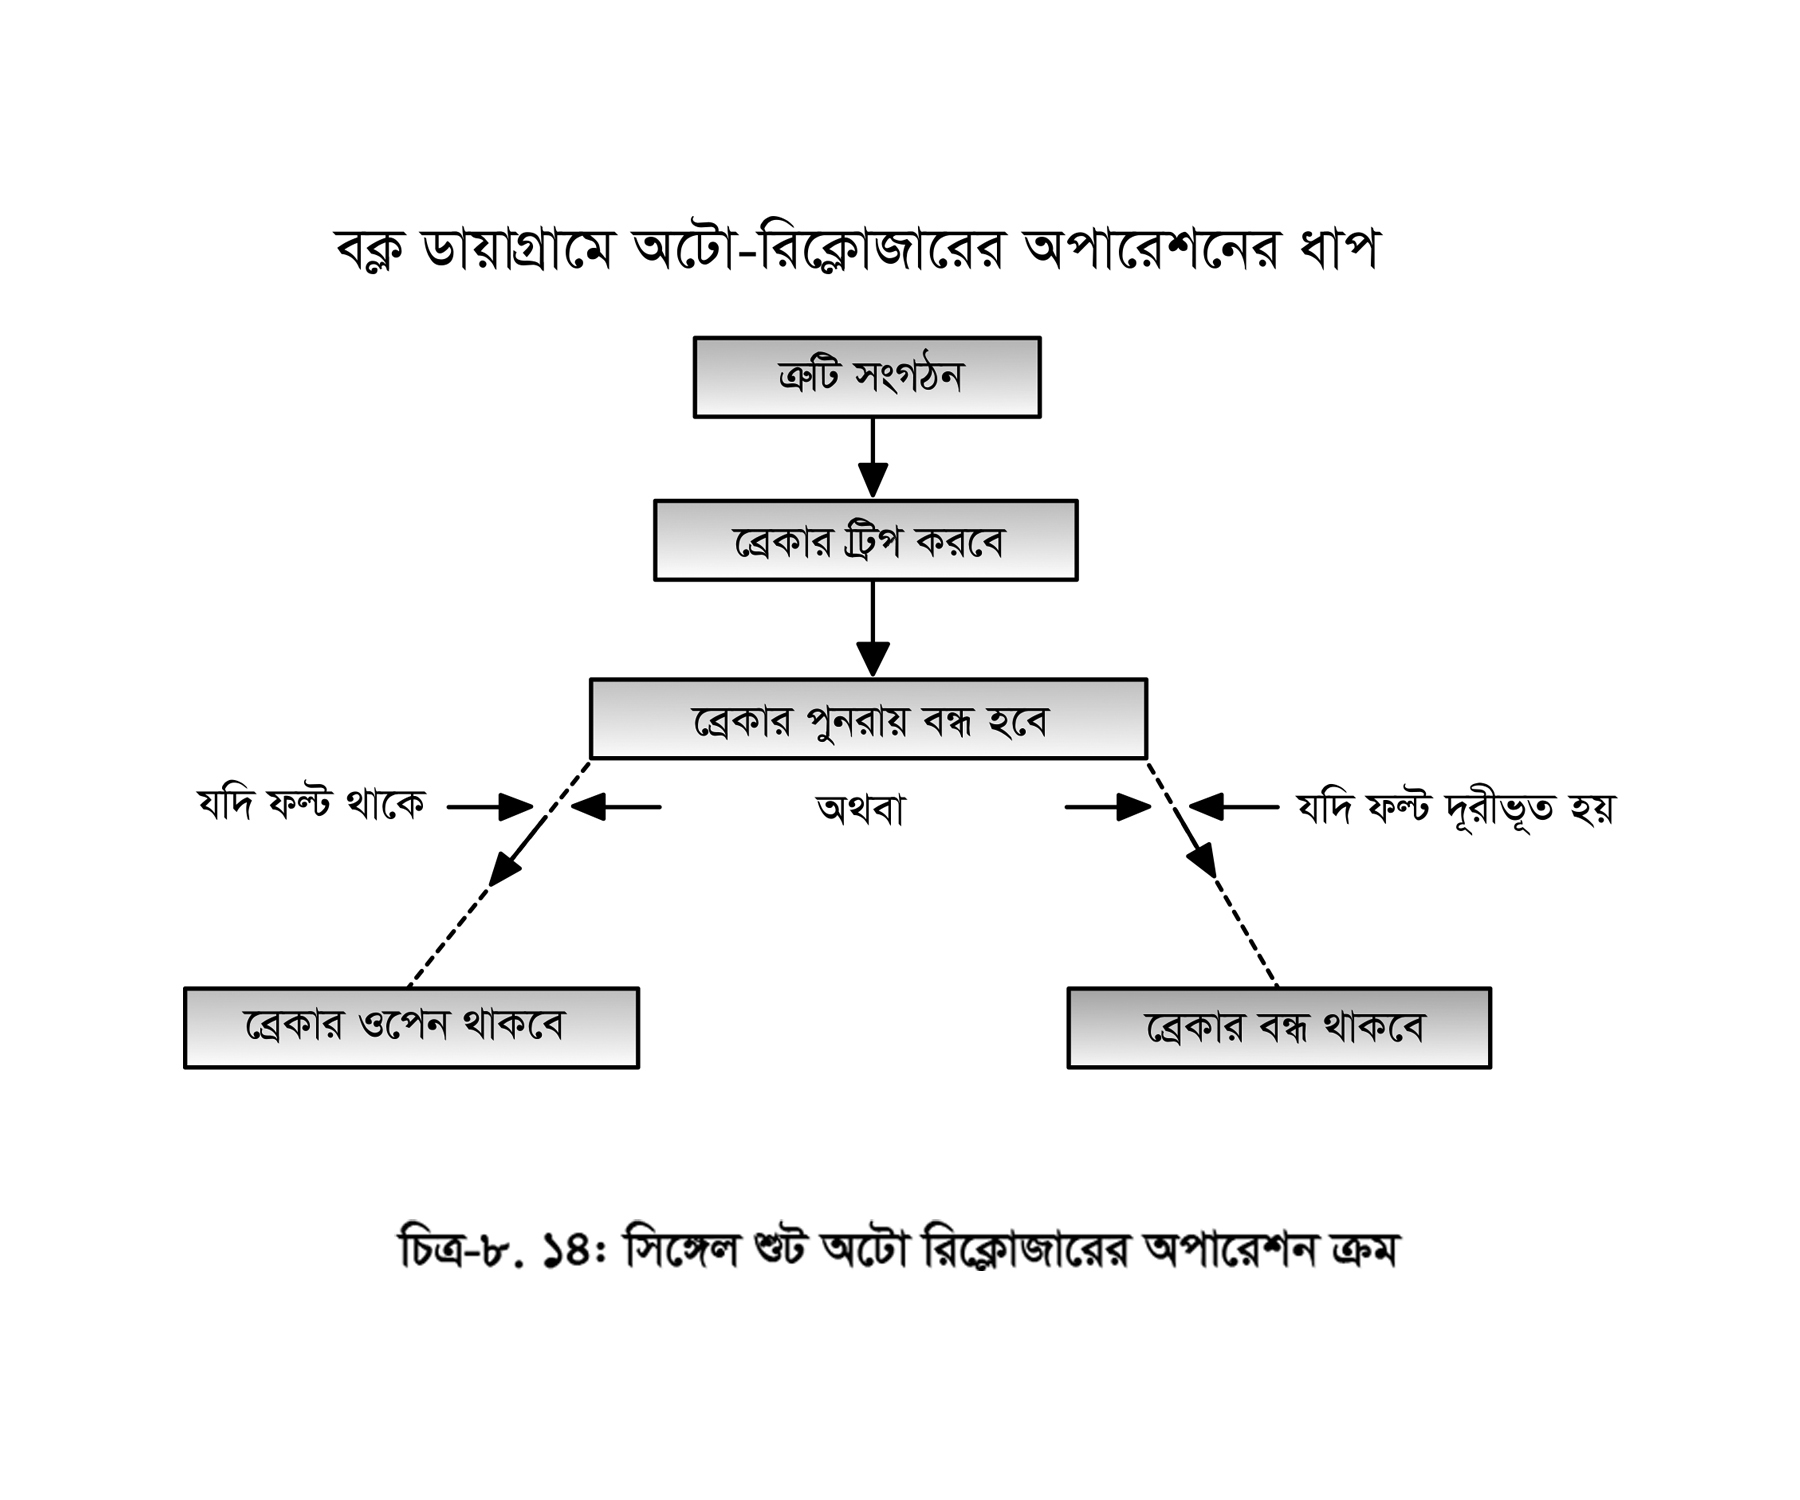 বক্ল ডায়াগ্রামে অটো-রিক্লোজারের অপারেশনের ধাপ
ত্রুটি সংগঠন
ব্রেকার ট্রিপ করবে
ব্রেকার পুনরায় বন্ধ হবে
যদি ফল্ট থাকে
অথবা
যদি ফল্ট দূরীভূত হয়
ব্রেকার ওপেন থাকবে
ব্রেকার বন্ধ থাকবে
চিত্র-৮. ১৪: সিঙ্গেল শুট অটো রিক্লোজারের অপারেশন ক্রম